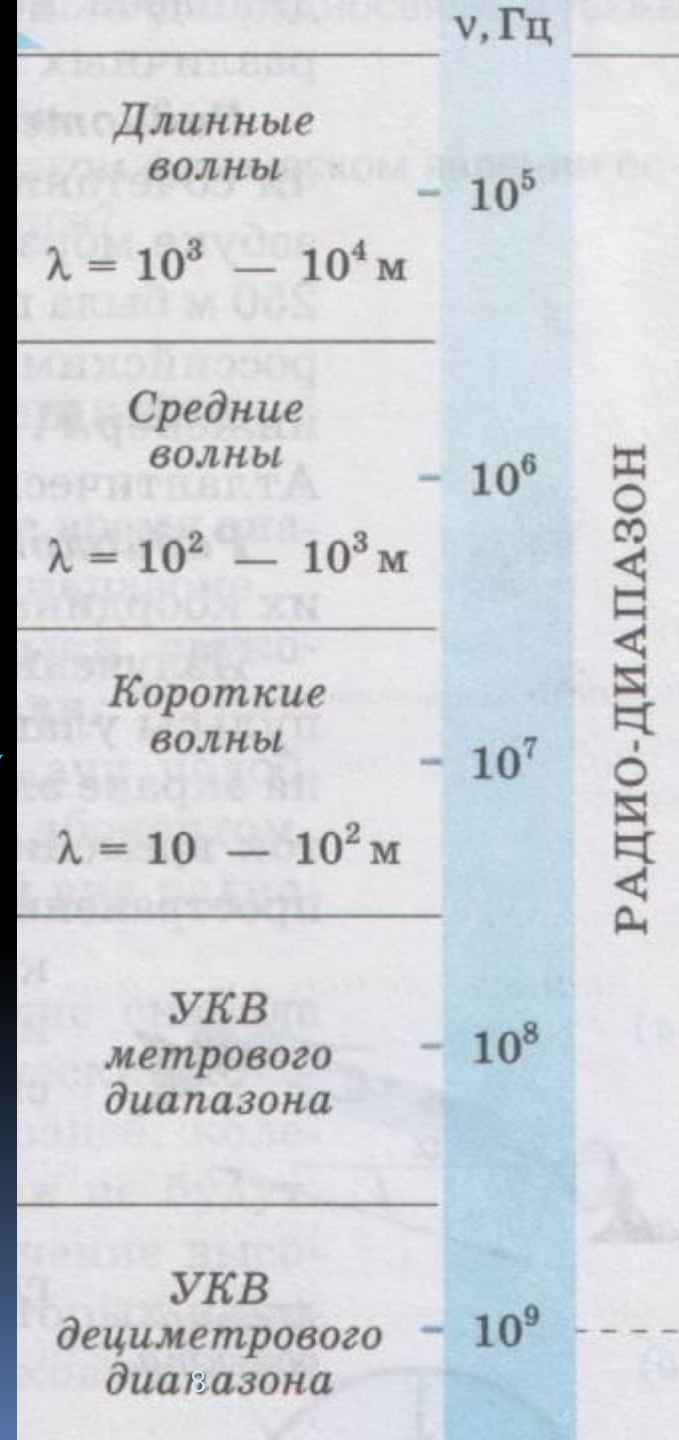 ν, Гц
Длинные
волны
10⁵
λ = 10³ — 10⁴ м
Средние
волны
10⁶
λ = 10² — 10³ м
Короткие
волны
10⁷
λ = 10 — 10² м
УКВ
метрового
диапазона
10⁸
УКВ
дециметрового
диапазона
10⁹
РАДИО-ДИАПАЗОН
8